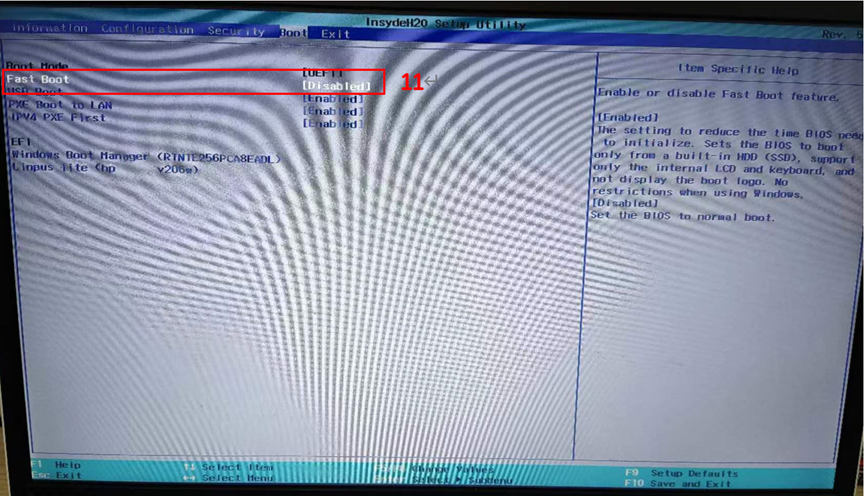 InsydeH20 Setup Utility
Rev. 5
Information Configuration Security Boot Exit
Boot Mode [UEFI]
Fast Boot [Disabled]
11
USB Boot [Enabled]
PXE Boot to LAN [Enabled]
IPV4 PXE First [Enabled]
EFI
Windows Boot Manager (RTNTE256PCA8EADL)
Linpus lite (hp v206w)
Item Specific Help
Enable or disable Fast Boot feature.
[Enabled]
The setting to reduce the time BIOS need
to initialize. Sets the BIOS to boot
only from a built-in HDD (SSD), support
only the internal LCD and keyboard, and
not display the boot logo. No
restrictions when using Windows.
[Disabled]
Set the BIOS to normal boot.
F1 Help ↑↓ Select Item Change Values F9 Setup Defaults
Esc Exit ↔ Select Menu Select ▶ SubMenu F10 Save and Exit